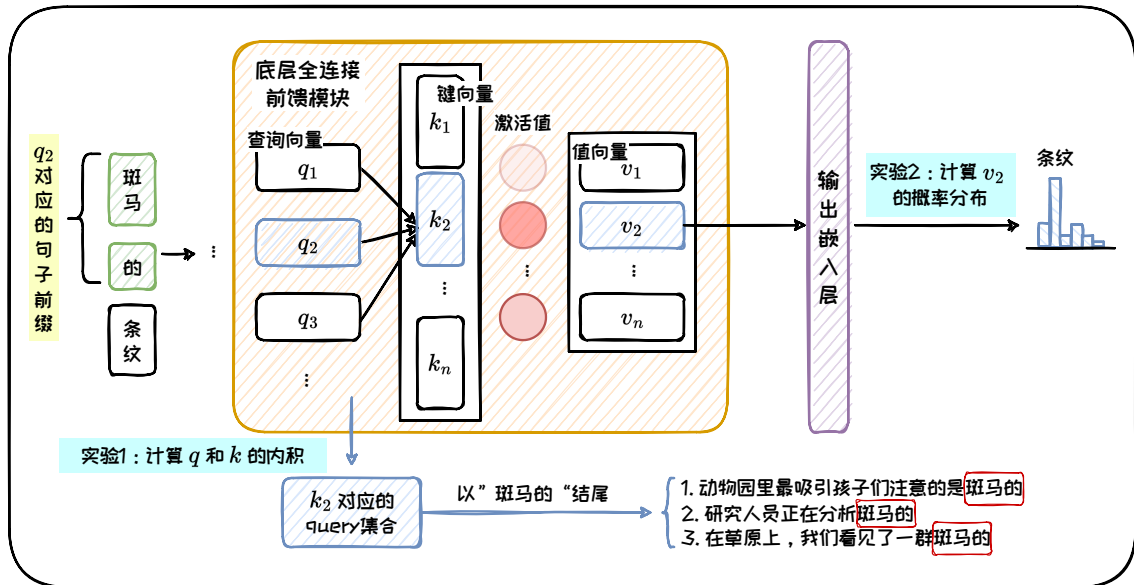 q₂
对应的句子前缀
斑马
的
条纹
…
底层全连接
前馈模块
查询向量
q₁
q₂
q₃
…
键向量
k₁
k₂
…
kₙ
激活值
…
值向量
v₁
v₂
…
vₙ
输出嵌入层
实验2：计算 v₂
的概率分布
条纹
实验1：计算 q 和 k 的内积
k₂ 对应的
query集合
以”斑马的“结尾
1. 动物园里最吸引孩子们注意的是斑马的
2. 研究人员正在分析斑马的
3. 在草原上，我们看见了一群斑马的